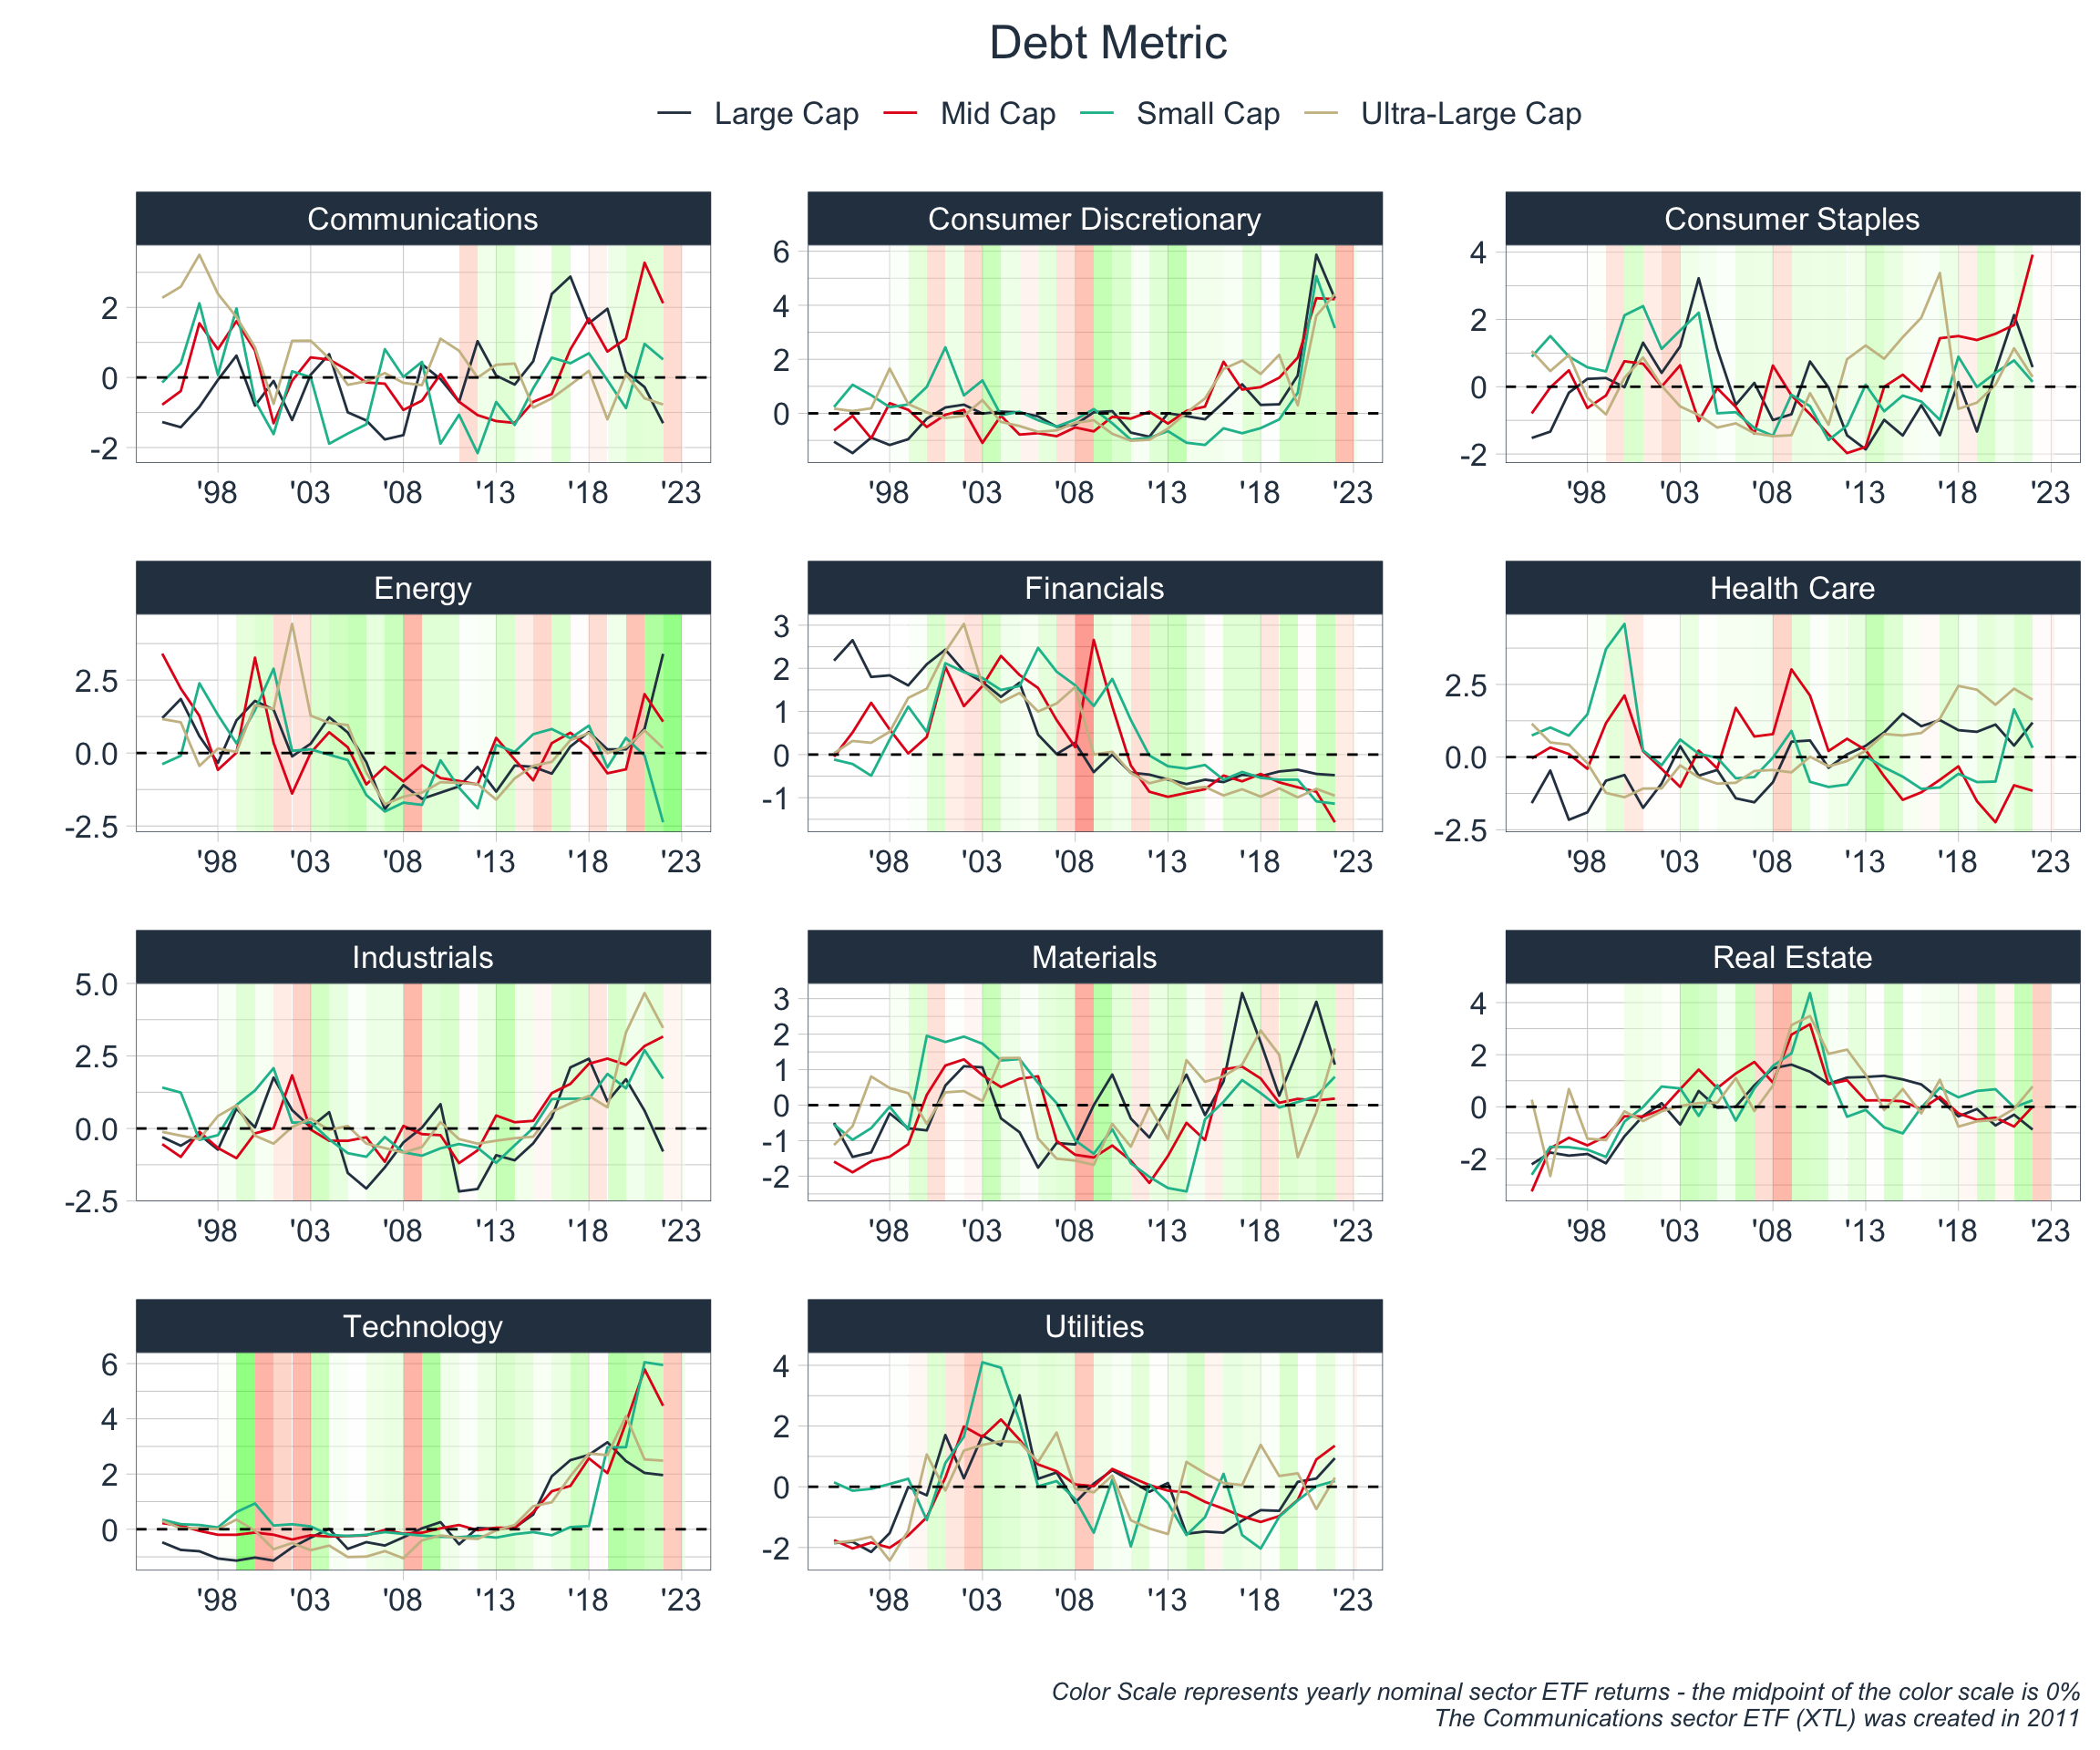 Debt Metric
Large Cap Mid Cap Small Cap Ultra-Large Cap
Communications Consumer Discretionary Consumer Staples
2 0 -2
6 4 2 0
4 2 0 -2
'98 '03 '08 '13 '18 '23 '98 '03 '08 '13 '18 '23 '98 '03 '08 '13 '18 '23
Energy Financials Health Care
2.5 0.0 -2.5
3 2 1 0 -1
2.5 0.0 -2.5
'98 '03 '08 '13 '18 '23 '98 '03 '08 '13 '18 '23 '98 '03 '08 '13 '18 '23
Industrials Materials Real Estate
5.0 2.5 0.0 -2.5
3 2 1 0 -1 -2
4 2 0 -2
'98 '03 '08 '13 '18 '23 '98 '03 '08 '13 '18 '23 '98 '03 '08 '13 '18 '23
Technology Utilities
6 4 2 0
4 2 0 -2
'98 '03 '08 '13 '18 '23 '98 '03 '08 '13 '18 '23
Color Scale represents yearly nominal sector ETF returns - the midpoint of the color scale is 0%
The Communications sector ETF (XTL) was created in 2011